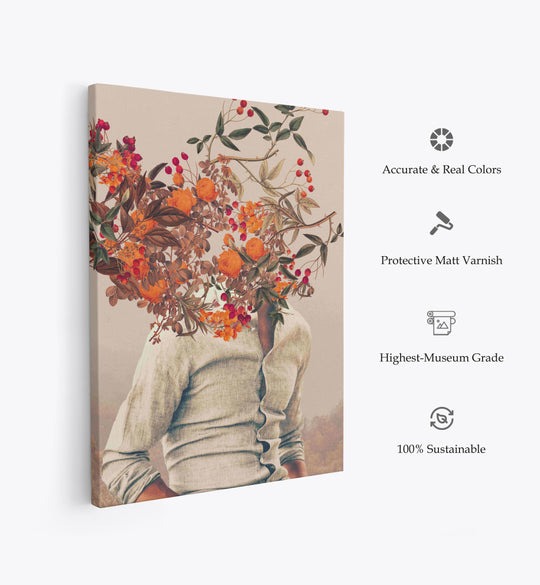 Accurate & Real Colors
Protective Matt Varnish
Highest-Museum Grade
100% Sustainable